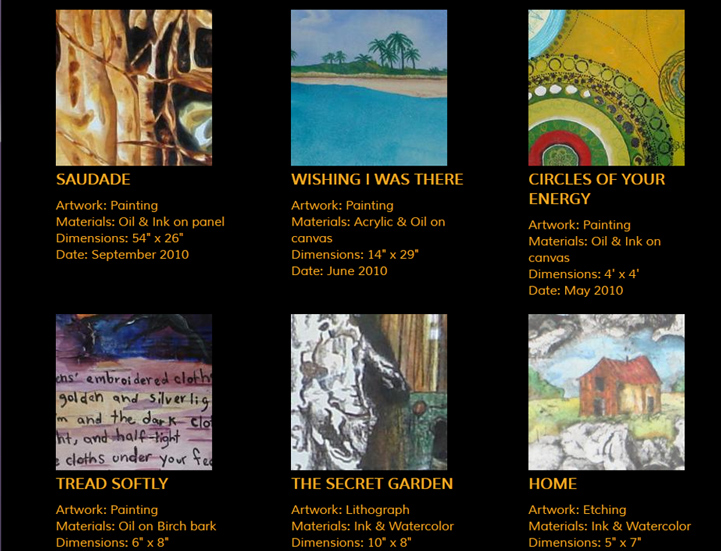 SAUDADE
Artwork: Painting
Materials: Oil & Ink on panel
Dimensions: 54" x 26"
Date: September 2010
WISHING I WAS THERE
Artwork: Painting
Materials: Acrylic & Oil on
canvas
Dimensions: 14" x 29"
Date: June 2010
CIRCLES OF YOUR
ENERGY
Artwork: Painting
Materials: Oil & Ink on
canvas
Dimensions: 4' x 4'
Date: May 2010
ens' embroidered cloth
golden and silverlig
m and the dark clo
ht, and half-light
e cloths under your fee
TREAD SOFTLY
Artwork: Painting
Materials: Oil on Birch bark
Dimensions: 6" x 8"
THE SECRET GARDEN
Artwork: Lithograph
Materials: Ink & Watercolor
Dimensions: 10" x 8"
HOME
Artwork: Etching
Materials: Ink & Watercolor
Dimensions: 5" x 7"